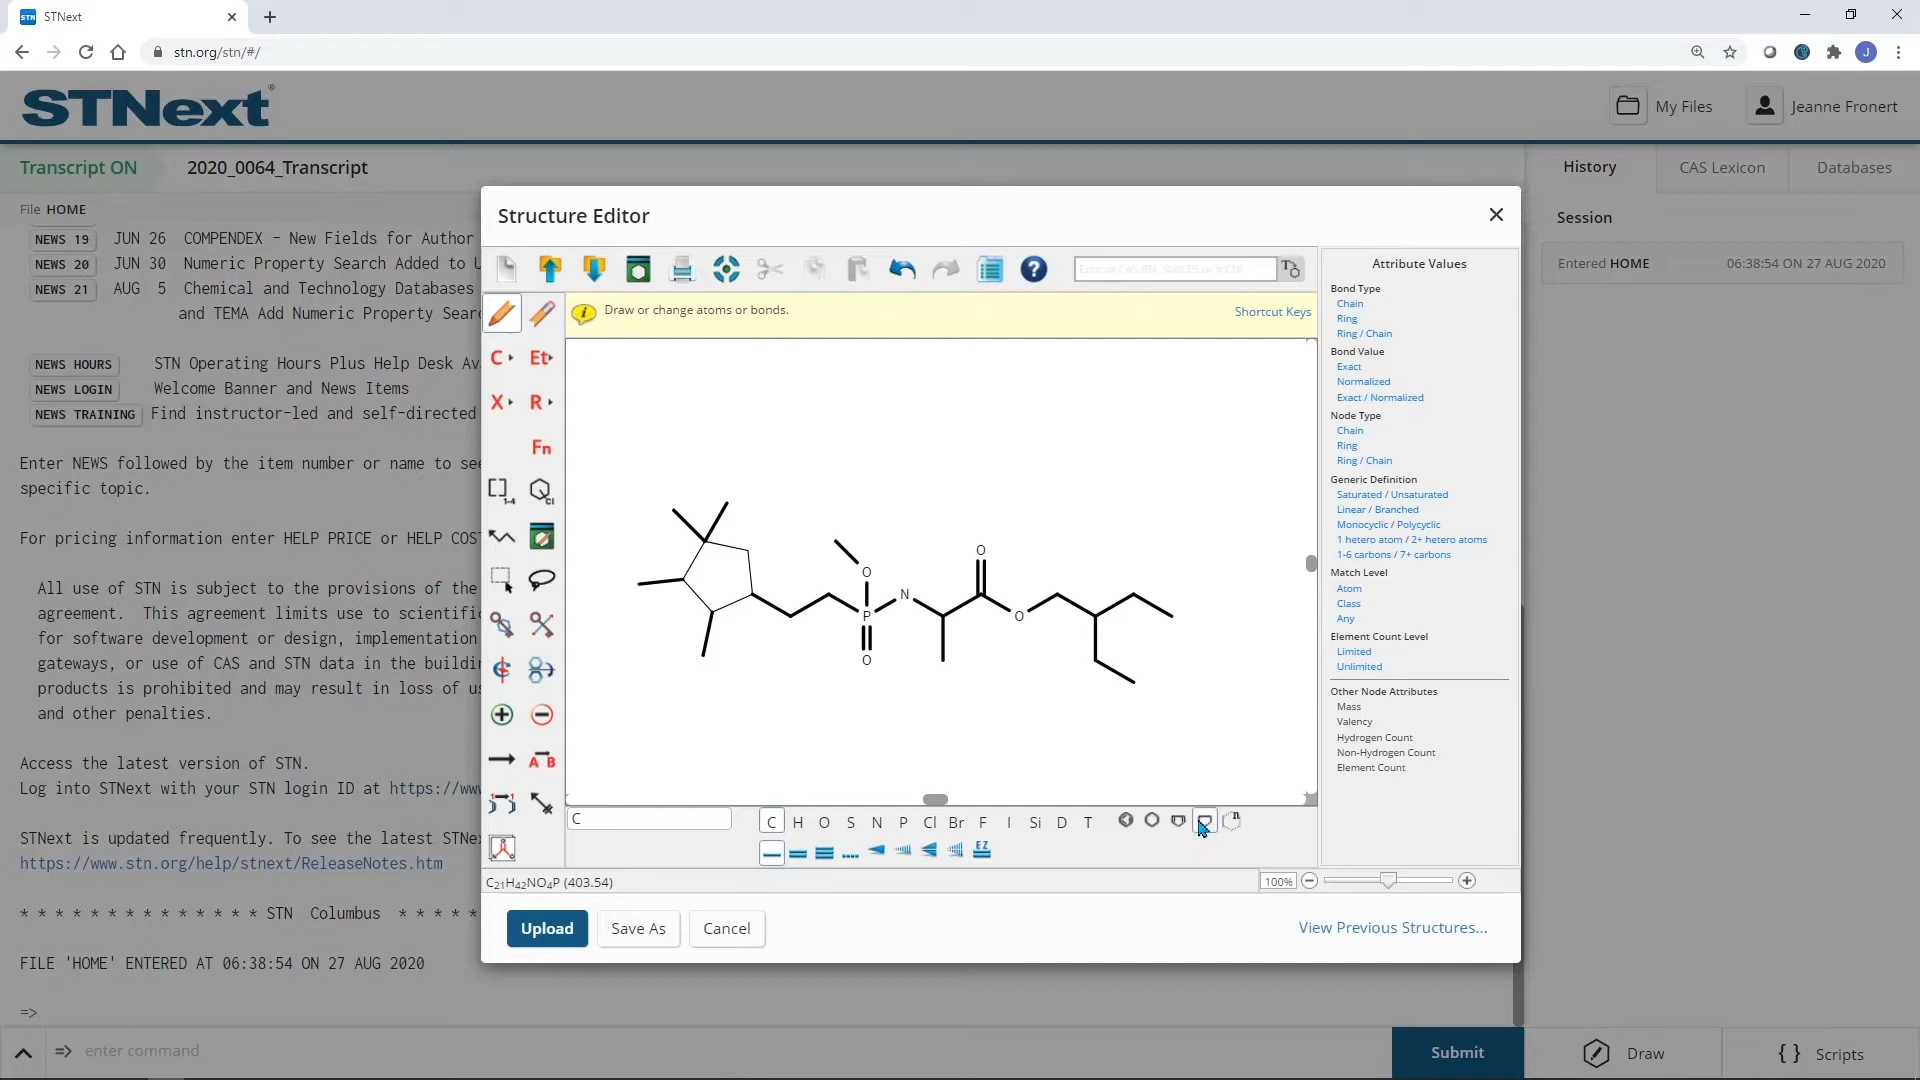 STN STNext
stn.org/stn/#/
J
STNext®
My Files
Jeanne Fronert
Transcript ON
2020_0064_Transcript
History
CAS Lexicon
Databases
File HOME
Session
Entered HOME 06:38:54 ON 27 AUG 2020
NEWS 19 JUN 26 COMPENDEX - New Fields for Author
NEWS 20 JUN 30 Numeric Property Search Added to
NEWS 21 AUG 5 Chemical and Technology Databases
and TEMA Add Numeric Property
NEWS HOURS STN Operating Hours Plus Help Desk
NEWS LOGIN Welcome Banner and News Items
NEWS TRAINING Find instructor-led and self-directed
Enter NEWS followed by the item number or name to
specific topic.
For pricing information enter HELP PRICE or HELP
All use of STN is subject to the provisions of the
agreement. This agreement limits use to
for software development or design, implementation
gateways, or use of CAS and STN data in the
products is prohibited and may result in loss of
and other penalties.
Access the latest version of STN.
Log into STNext with your STN login ID at
STNext is updated frequently. To see the latest
https://www.stn.org/help/stnext/ReleaseNotes.htm
* * * * * * * * * * * * * * STN Columbus * * * * *
FILE 'HOME' ENTERED AT 06:38:54 ON 27 AUG 2020
=>
=> enter command
Submit
Draw
{ } Scripts
Structure Editor
Draw or change atoms or bonds.
Shortcut Keys
C Et
X R
Fn
1-4 Cl
A B
O
O
P
O
N
O
O
C
C H O S N P Cl Br F I Si D T n
EZ
C₂₁H₄₂NO₄P (403.54)
100%
Upload
Save As
Cancel
View Previous Structures...
Attribute Values
Bond Type
Chain
Ring
Ring / Chain
Bond Value
Exact
Normalized
Exact / Normalized
Node Type
Chain
Ring
Ring / Chain
Generic Definition
Saturated / Unsaturated
Linear / Branched
Monocyclic / Polycyclic
1 hetero atom / 2+ hetero atoms
1-6 carbons / 7+ carbons
Match Level
Atom
Class
Any
Element Count Level
Limited
Unlimited
Other Node Attributes
Mass
Valency
Hydrogen Count
Non-Hydrogen Count
Element Count